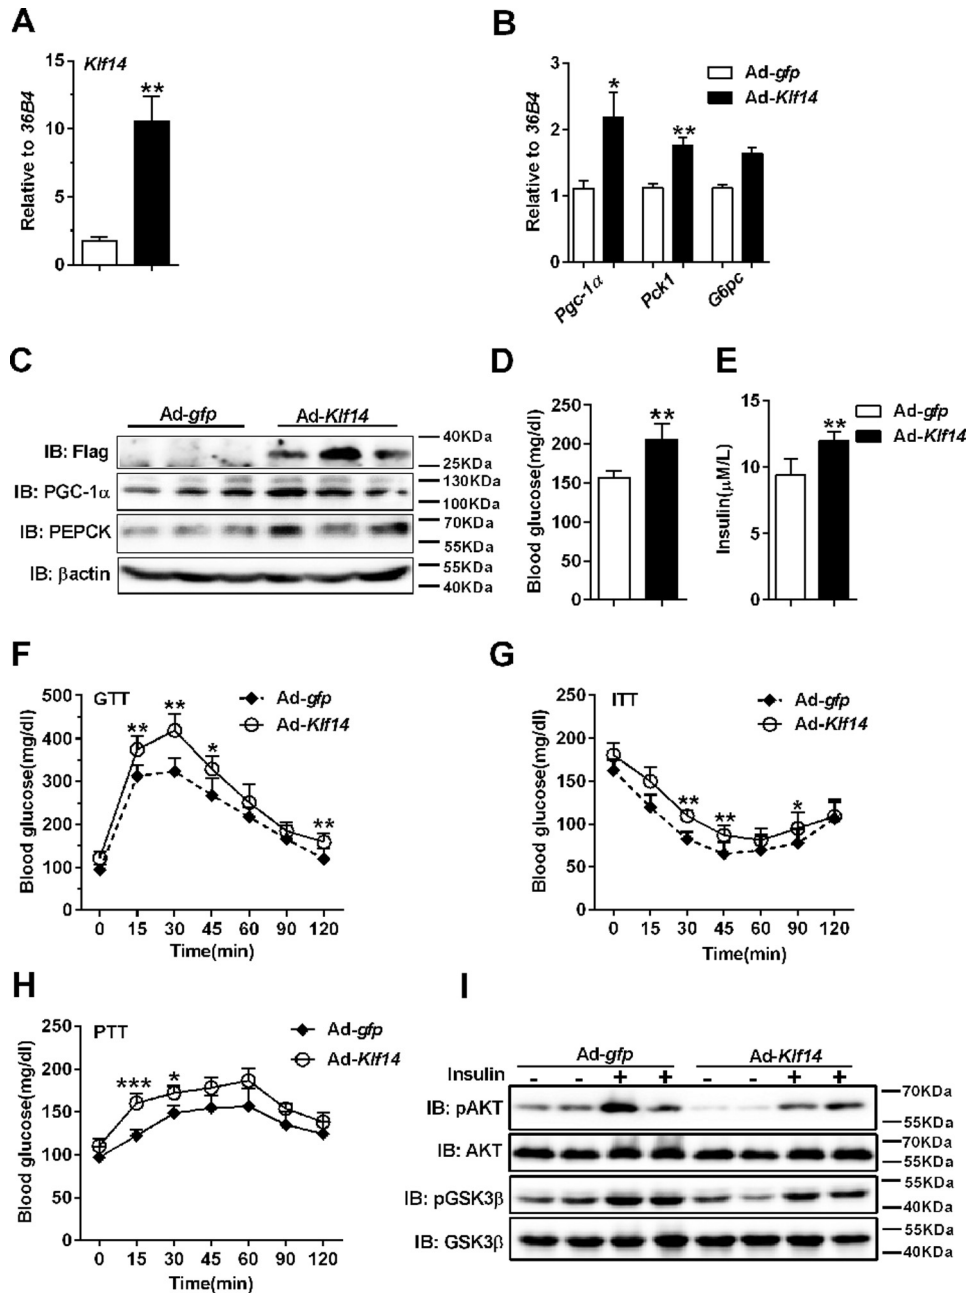 A
15
Klf14
**
10
5
0
Relative to 36B4
B
3
Ad-gfp
Ad-Klf14
*
**
2
1
0
Relative to 36B4
Pgc-1α
Pck1
G6pc
C
Ad-gfp
Ad-Klf14
IB: Flag
40KDa
25KDa
IB: PGC-1α
130KDa
100KDa
IB: PEPCK
70KDa
55KDa
IB: βactin
55KDa
40KDa
D
250
**
200
150
100
50
0
Blood glucose(mg/dl)
E
15
**
10
5
0
Insulin(μM/L)
Ad-gfp
Ad-Klf14
F
500
GTT
Ad-gfp
Ad-Klf14
**
**
*
**
400
300
200
100
0
Blood glucose(mg/dl)
0 15 30 45 60 90 120
Time(min)
G
250
ITT
Ad-gfp
Ad-Klf14
200
150
**
**
*
100
50
0
Blood glucose(mg/dl)
0 15 30 45 60 90 120
Time(min)
H
250
PTT
Ad-gfp
Ad-Klf14
200
***
*
150
100
50
0
Blood glucose(mg/dl)
0 15 30 45 60 90 120
Time(min)
I
Ad-gfp
Ad-Klf14
Insulin - - + + - - + +
IB: pAKT
70KDa
55KDa
IB: AKT
70KDa
55KDa
IB: pGSK3β
55KDa
40KDa
IB: GSK3β
55KDa
40KDa